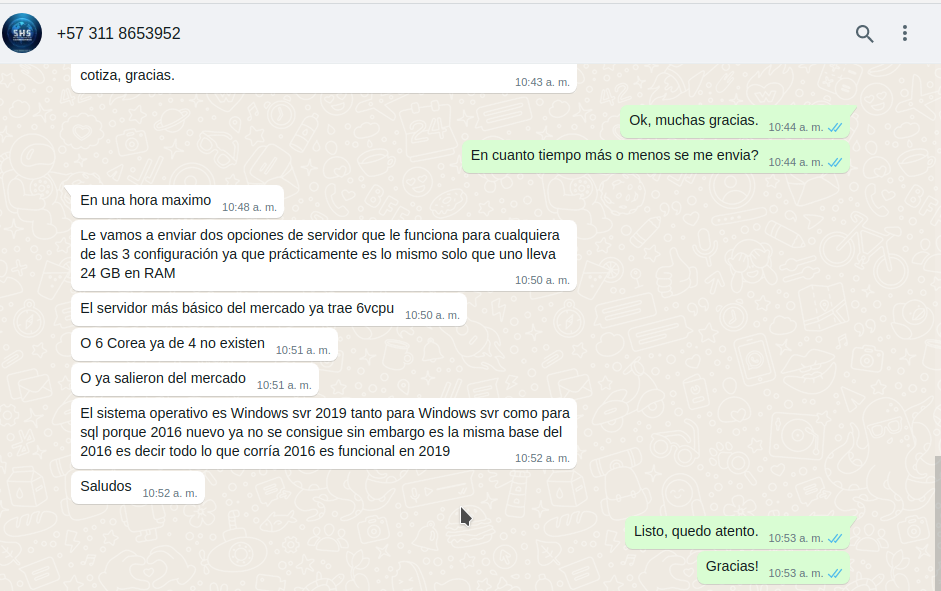 SHS
+57 311 8653952
cotiza, gracias.
10:43 a. m.
Ok, muchas gracias.
10:44 a. m.
En cuanto tiempo más o menos se me envia?
10:44 a. m.
En una hora maximo
10:48 a. m.
Le vamos a enviar dos opciones de servidor que le funciona para cualquiera
de las 3 configuración ya que prácticamente es lo mismo solo que uno lleva
24 GB en RAM
10:50 a. m.
El servidor más básico del mercado ya trae 6vcpu
10:50 a. m.
O 6 Corea ya de 4 no existen
10:51 a. m.
O ya salieron del mercado
10:51 a. m.
El sistema operativo es Windows svr 2019 tanto para Windows svr como para
sql porque 2016 nuevo ya no se consigue sin embargo es la misma base del
2016 es decir todo lo que corría 2016 es funcional en 2019
10:52 a. m.
Saludos
10:52 a. m.
Listo, quedo atento.
10:53 a. m.
Gracias!
10:53 a. m.